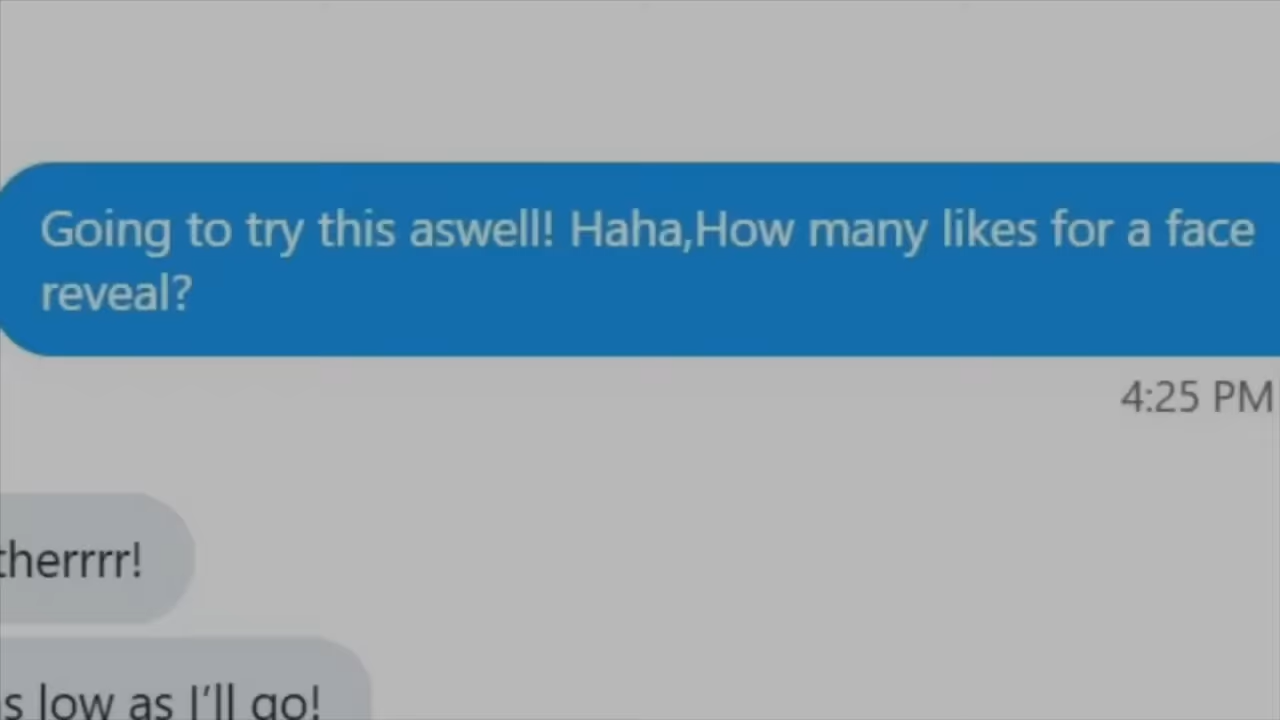 Going to try this aswell! Haha,How many likes for a face
reveal?
4:25 PM
therrrr!
s low as I'll go!